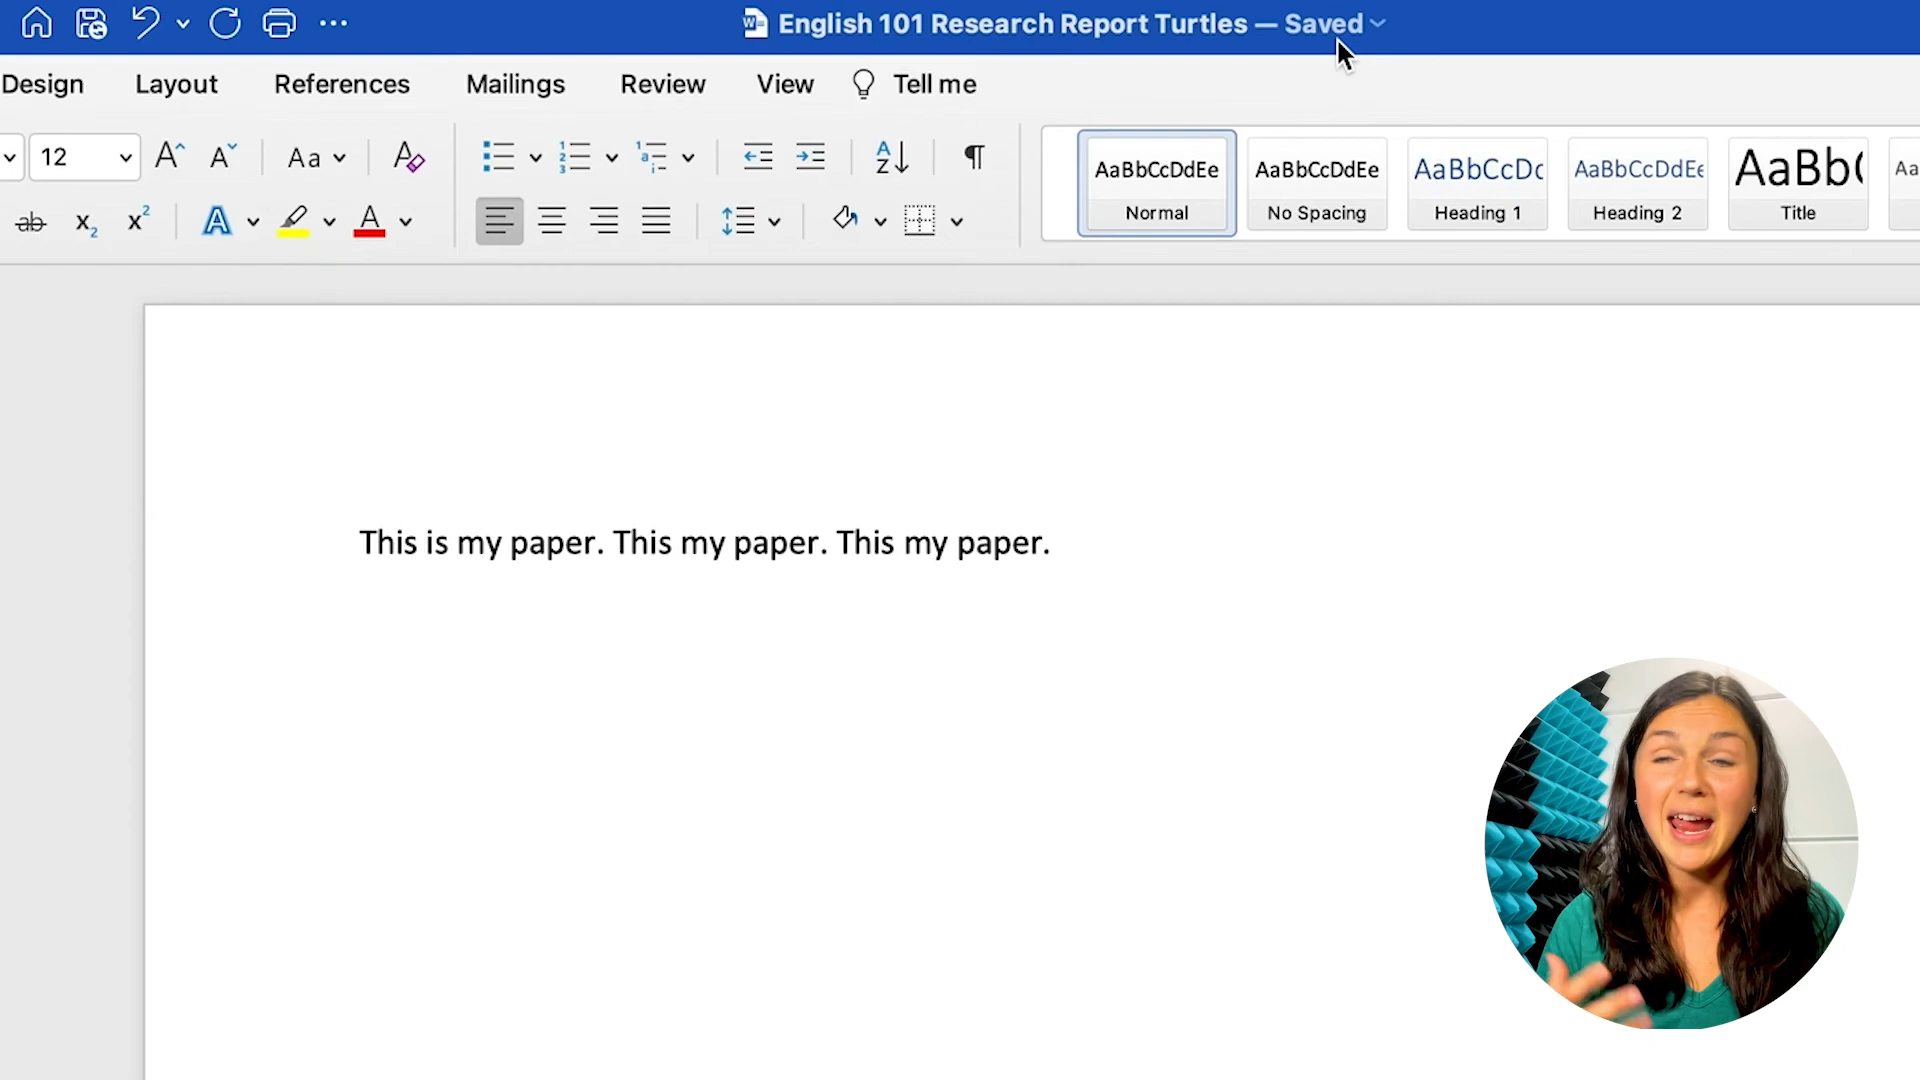 English 101 Research Report Turtles — Saved
Design Layout References Mailings Review View Tell me
12 Aa AaBbCcDdEe AaBbCcDdEe AaBbCcDc AaBbCcDdEe AaBb( Aa
Normal No Spacing Heading 1 Heading 2 Title
This is my paper. This my paper. This my paper.